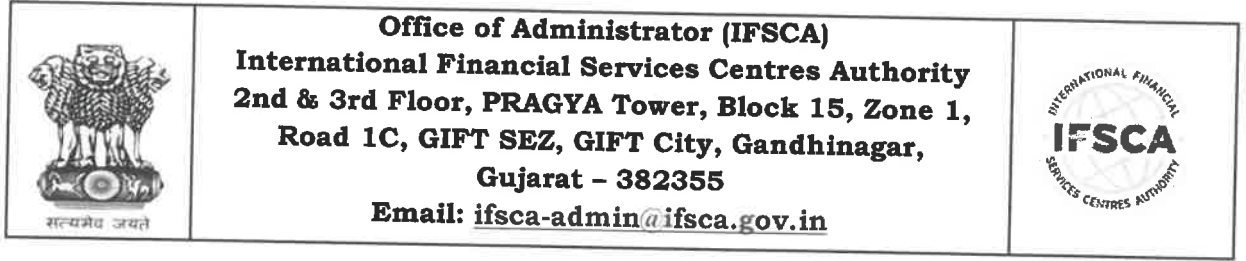 Office of Administrator (IFSCA)
International Financial Services Centres Authority
2nd & 3rd Floor, PRAGYA Tower, Block 15, Zone 1,
Road 1C, GIFT SEZ, GIFT City, Gandhinagar,
Gujarat – 382355
Email: ifsca-admin@ifsca.gov.in
सत्यमेव जयते
INTERNATIONAL FINANCIAL
IFSCA
SERVICES CENTRES AUTHORITY